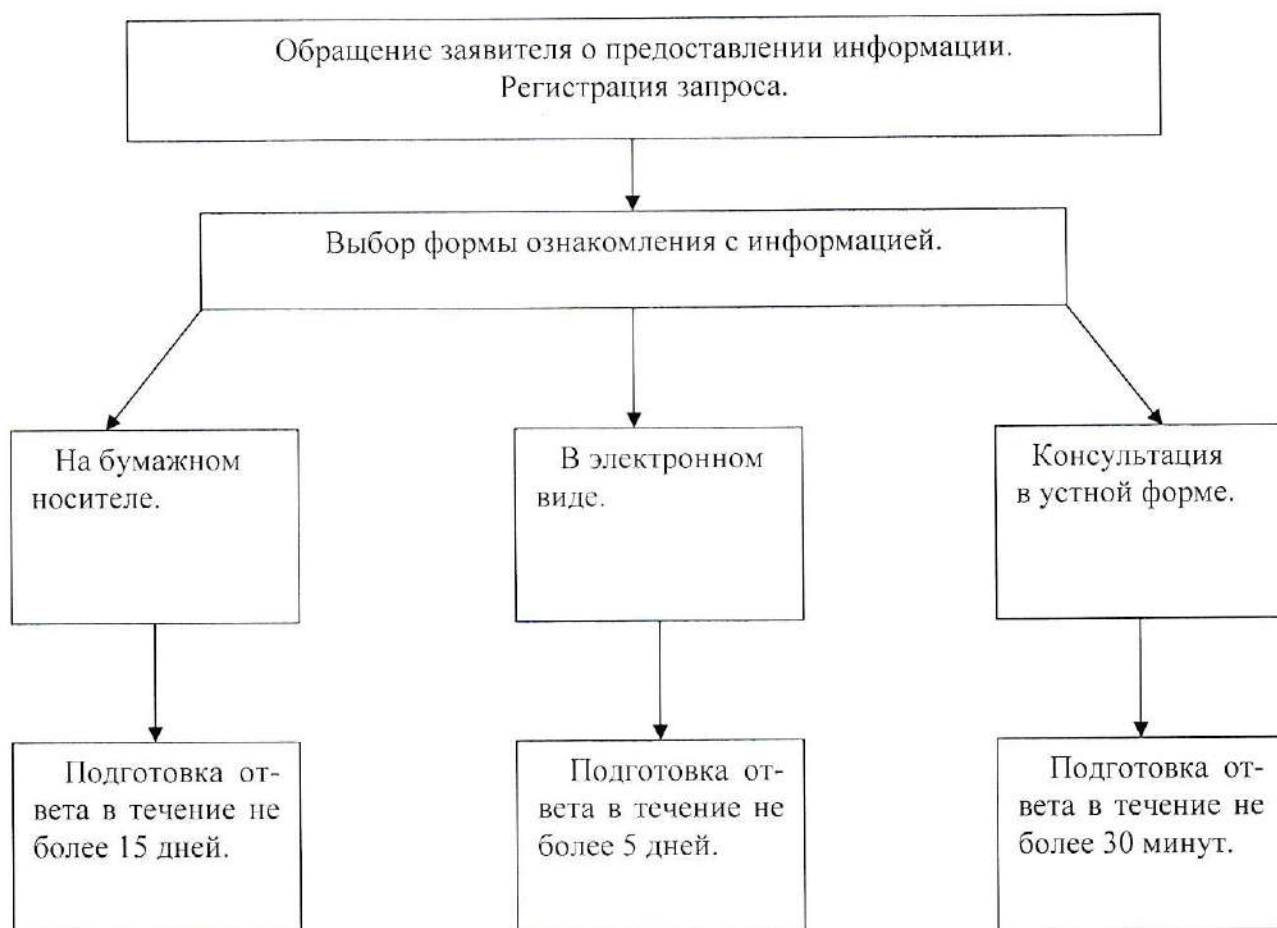 Обращение заявителя о предоставлении информации.
Регистрация запроса.
Выбор формы ознакомления с информацией.
На бумажном
носителе.
В электронном
виде.
Консультация
в устной форме.
Подготовка от-
вета в течение не
более 15 дней.
Подготовка от-
вета в течение не
более 5 дней.
Подготовка от-
вета в течение не
более 30 минут.